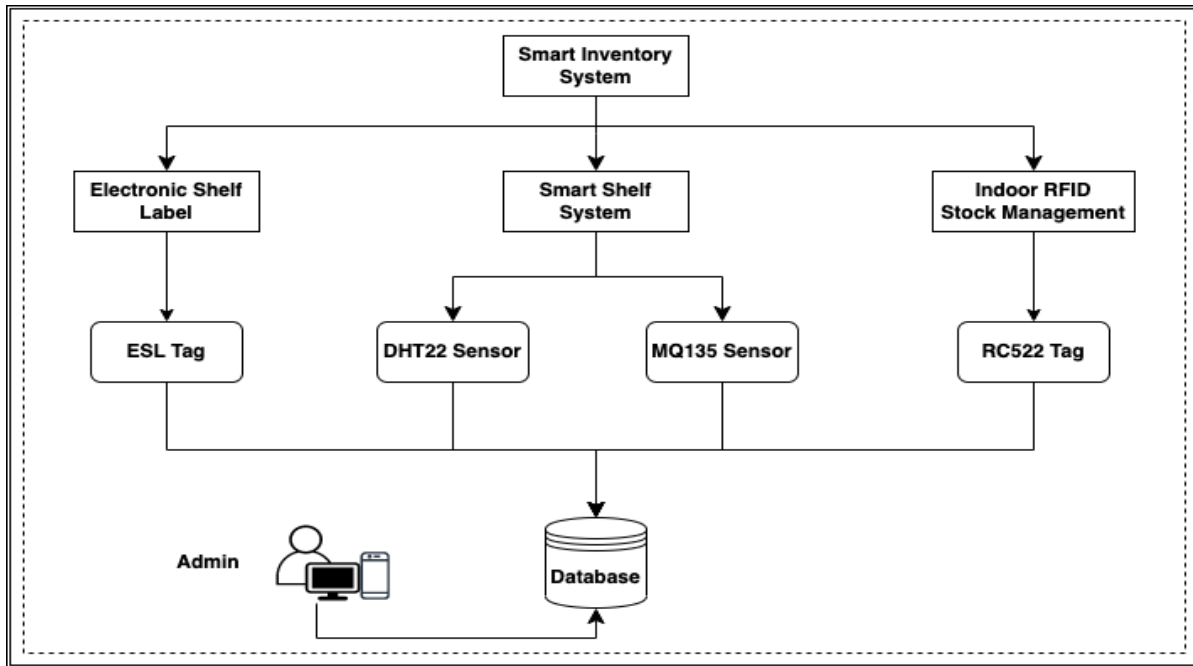 Smart Inventory
System
Electronic Shelf
Label
Smart Shelf
System
Indoor RFID
Stock Management
ESL Tag
DHT22 Sensor
MQ135 Sensor
RC522 Tag
Admin
Database